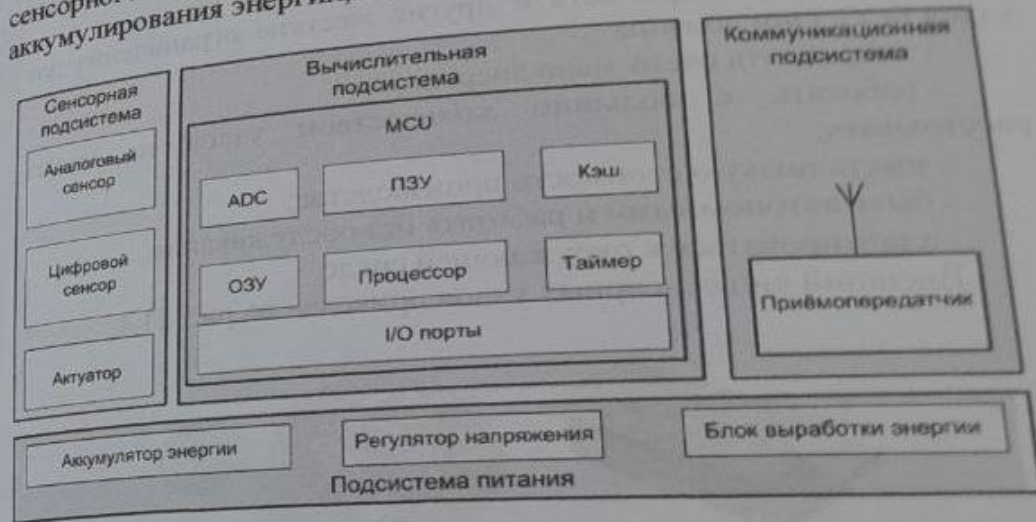 аккумулирования
Сенсорная
подсистема
Аналоговый
сенсор
Цифровой
сенсор
Актуатор
Вычислительная
подсистема
MCU
ADC
ПЗУ
Кэш
ОЗУ
Процессор
Таймер
I/O порты
Коммуникационная
подсистема
Приёмопередатчик
Аккумулятор энергии
Регулятор напряжения
Блок выработки энергии
Подсистема питания